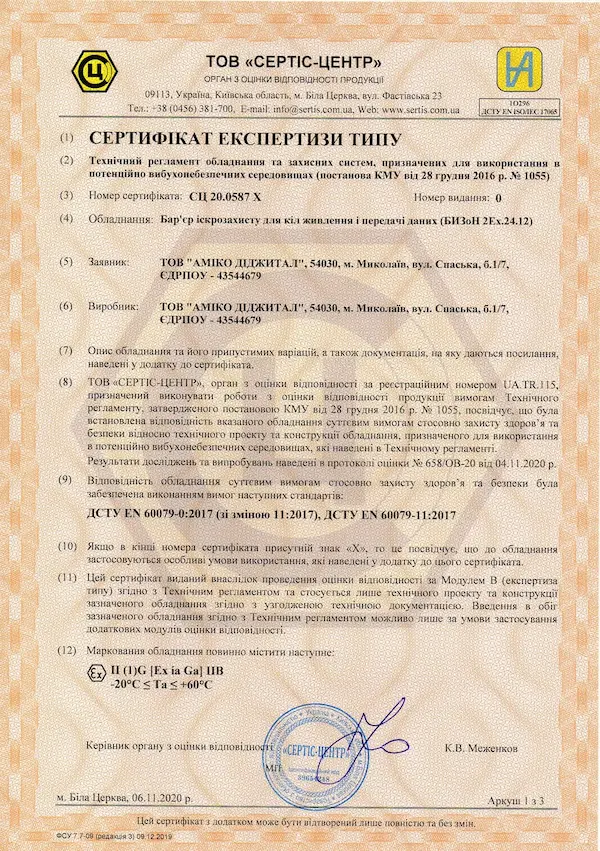 ТОВ «СЕРТІС-ЦЕНТР»
ОРГАН З ОЦІНКИ ВІДПОВІДНОСТІ ПРОДУКЦІЇ
09113, Україна, Київська область, м. Біла Церква, вул. Фастівська 23
Тел.: +38 (0456) 381-700, E-mail: info@sertis.com.ua, Web: www.sertis.com.ua
1О296
ДСТУ EN ISO/IEC 17065
(1) СЕРТИФІКАТ ЕКСПЕРТИЗИ ТИПУ
(2) Технічний регламент обладнання та захисних систем, призначених для використання в
потенційно вибухонебезпечних середовищах (постанова КМУ від 28 грудня 2016 р. № 1055)
(3) Номер сертифіката: СЦ 20.0587 X Номер видання: 0
(4) Обладнання: Бар'єр іскрозахисту для кіл живлення і передачі даних (БИЗоН 2Ех.24.12)
(5) Заявник: ТОВ "АМІКО ДІДЖИТАЛ", 54030, м. Миколаїв, вул. Спаська, б.1/7,
ЄДРПОУ - 43544679
(6) Виробник: ТОВ "АМІКО ДІДЖИТАЛ", 54030, м. Миколаїв, вул. Спаська, б.1/7,
ЄДРПОУ - 43544679
(7) Опис обладнання та його припустимих варіацій, а також документація, на яку даються посилання,
наведені у додатку до сертифіката.
(8) ТОВ «СЕРТІС-ЦЕНТР», орган з оцінки відповідності за реєстраційним номером UA.TR.115,
призначений виконувати роботи з оцінки відповідності продукції вимогам Технічного
регламенту, затвердженого постановою КМУ від 28 грудня 2016 р. № 1055, посвідчує, що була
встановлена відповідність вказаного обладнання суттєвим вимогам стосовно захисту здоров'я та
безпеки відносно технічного проекту та конструкції обладнання, призначеного для використання
в потенційно вибухонебезпечних середовищах, які наведені в Технічному регламенті.
Результати досліджень та випробувань наведені в протоколі оцінки № 658/ОВ-20 від 04.11.2020 р.
(9) Відповідність обладнання суттєвим вимогам стосовно захисту здоров'я та безпеки була
забезпечена виконанням вимог наступних стандартів:
ДСТУ EN 60079-0:2017 (зі зміною 11:2017), ДСТУ EN 60079-11:2017
(10) Якщо в кінці номера сертифіката присутній знак «Х», то це посвідчує, що до обладнання
застосовуються особливі умови використання, які наведені у додатку до цього сертифіката.
(11) Цей сертифікат виданий внаслідок проведення оцінки відповідності за Модулем В (експертиза
типу) згідно з Технічним регламентом та стосується лише технічного проекту та конструкції
зазначеного обладнання згідно з узгодженою технічною документацією. Введення в обіг
зазначеного обладнання згідно з Технічним регламентом можливо лише за умови застосування
додаткових модулів оцінки відповідності.
(12) Маркования обладнання повинно містити наступне:
Ex II (1)G [Ex ia Ga] IIB
-20°C ≤ Ta ≤ +60°C
Керівник органу з оцінки відповідності К.В. Меженков
МП
«СЕРТІС-ЦЕНТР»
м. Біла Церква, 06.11.2020 р. Аркуш 1 з 3
Цей сертифікат з додатком може бути відтворений лише повністю та без змін.
ФСУ 7.7-09 (редакція 3) 09.12.2019